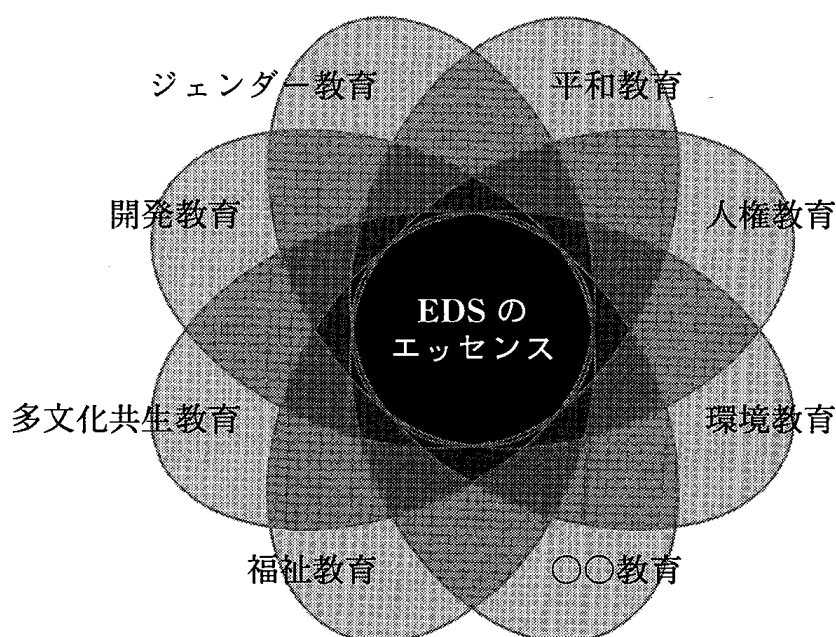 ジェンダー教育
平和教育
開発教育
人権教育
EDS の
エッセンス
多文化共生教育
環境教育
福祉教育
○○教育